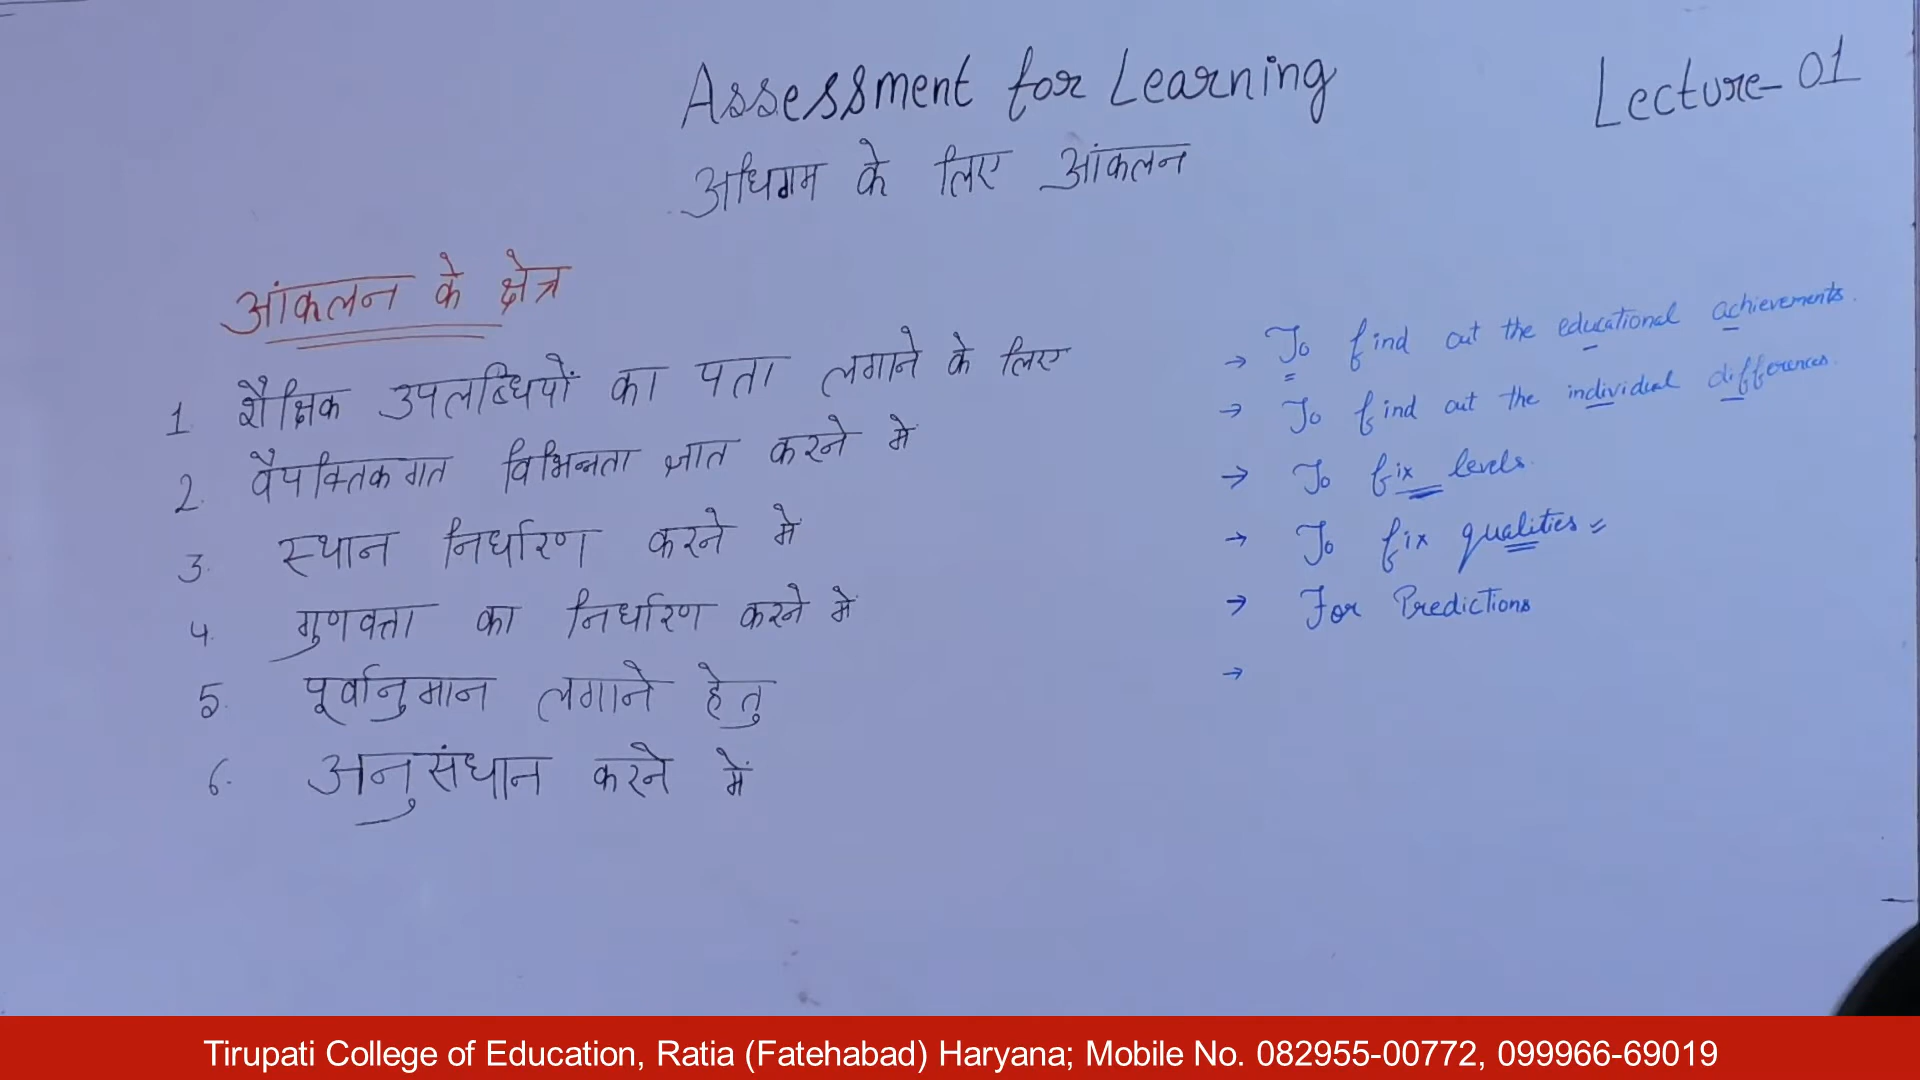 Assessment for Learning
Lecture-01
अधिगम के लिए आंकलन
आंकलन के क्षेत्र
1. शैक्षिक उपलब्धियों का पता लगाने के लिए
→ To find out the educational achievements.
2. वैयक्तिकगत विभिन्नता ज्ञात करने में
→ To find out the individual differences.
3. स्थान निर्धारण करने में
→ To fix levels.
4. गुणवत्ता का निर्धारण करने में
→ To fix qualities
5. पूर्वानुमान लगाने हेतु
→ For Predictions
6. अनुसंधान करने में
→
Tirupati College of Education, Ratia (Fatehabad) Haryana; Mobile No. 082955-00772, 099966-69019